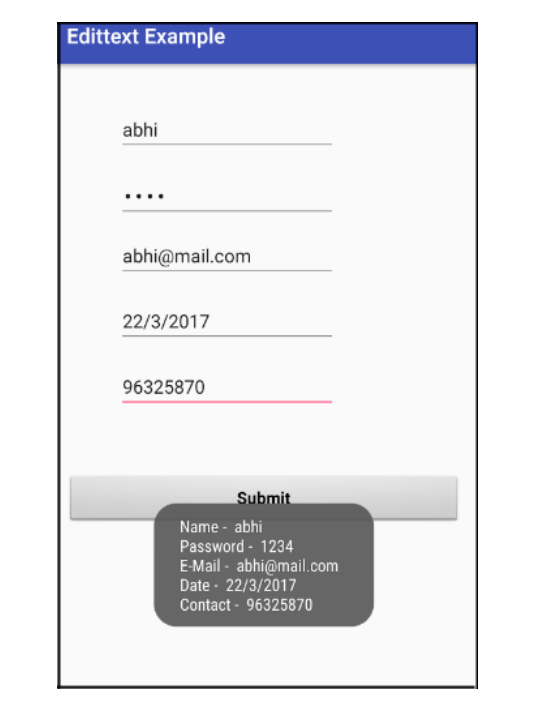 Edittext Example
abhi
••••
abhi@mail.com
22/3/2017
96325870
Submit
Name - abhi
Password - 1234
E-Mail - abhi@mail.com
Date - 22/3/2017
Contact - 96325870